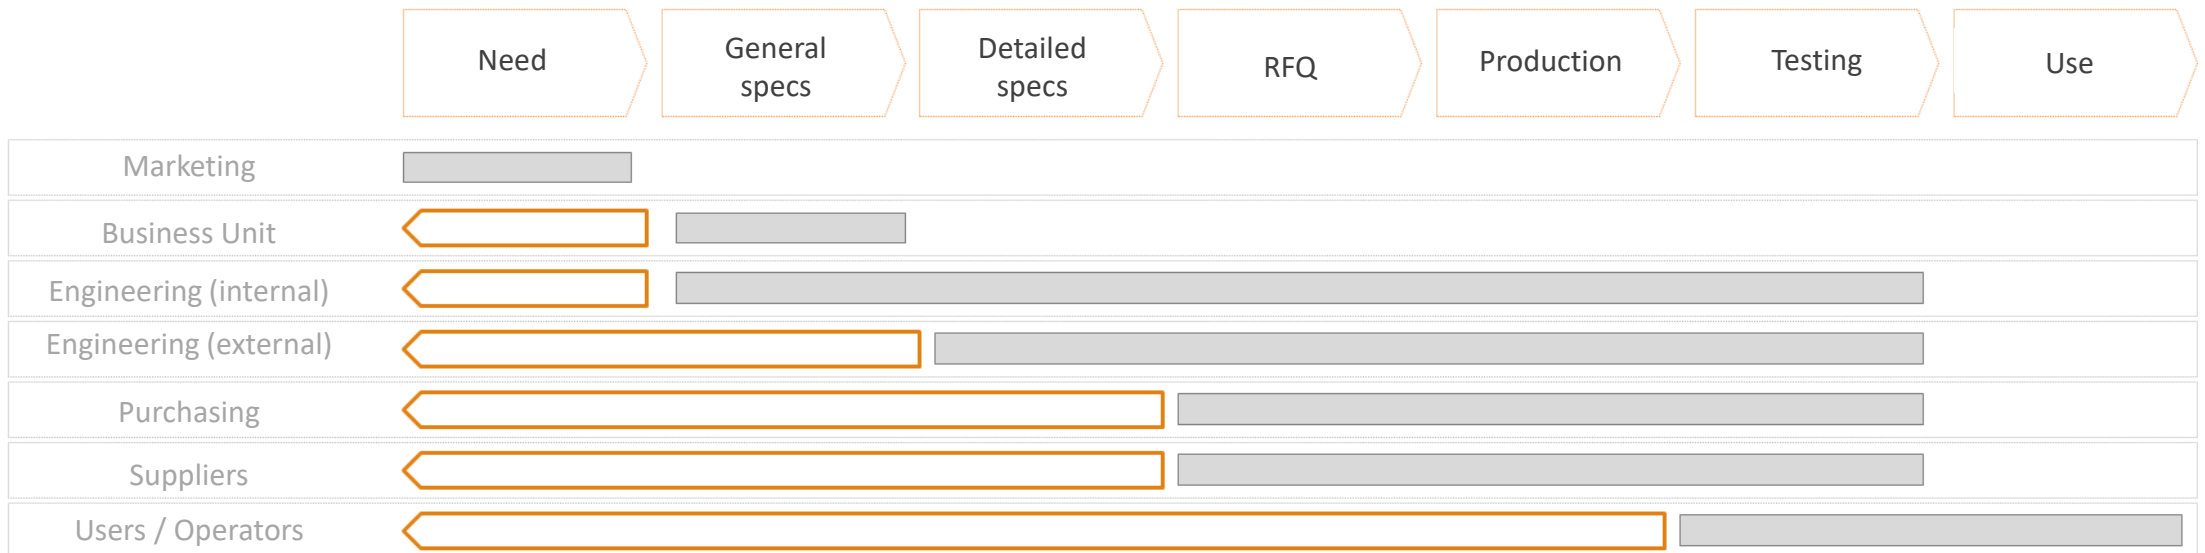 Need
General
specs
Detailed
specs
RFQ
Production
Testing
Use
Marketing
Business Unit
Engineering (internal)
Engineering (external)
Purchasing
Suppliers
Users / Operators